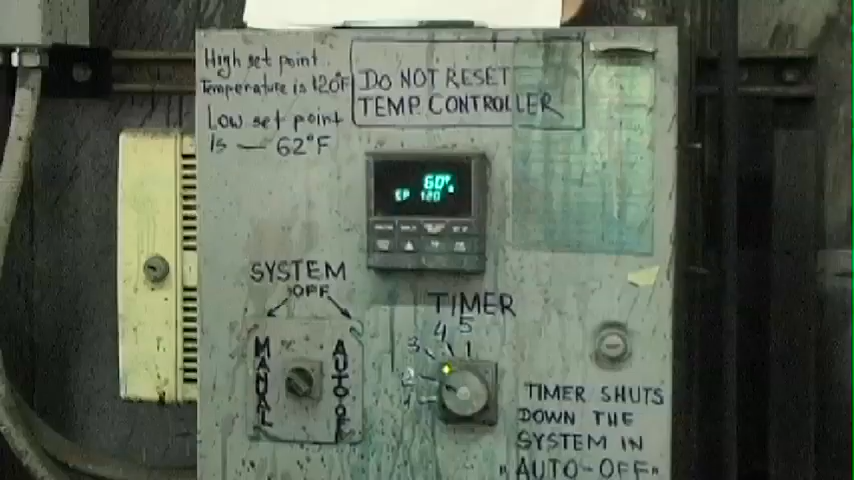 High set point
Temperature is 120°F
Low set point
is — 62°F
DO NOT RESET
TEMP. CONTROLLER
60°
SP 120
SYSTEM
OFF
MANUAL
AUTO-OFF
TIMER
5
4
3
2
1
TIMER SHUTS
DOWN THE
SYSTEM IN
"AUTO-OFF"